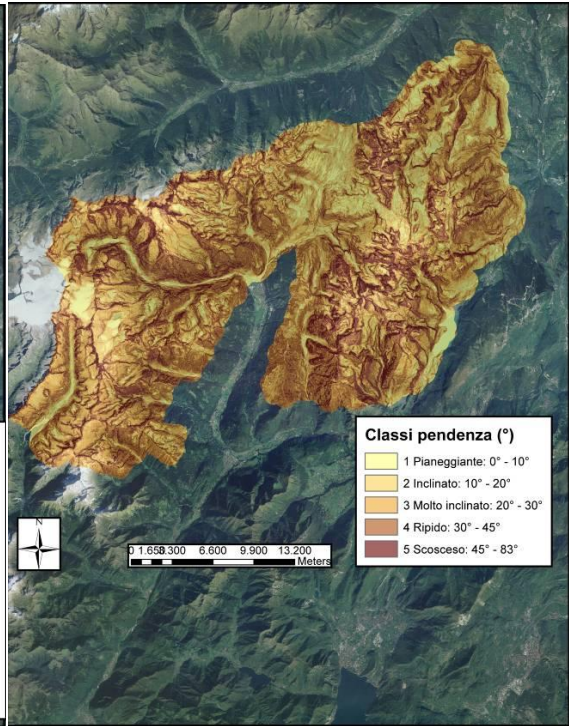 Classi pendenza (°)
1 Pianeggiante: 0° - 10°
2 Inclinato: 10° - 20°
3 Molto inclinato: 20° - 30°
4 Ripido: 30° - 45°
5 Scosceso: 45° - 83°
N
0 1.650 3.300 6.600 9.900 13.200
Meters